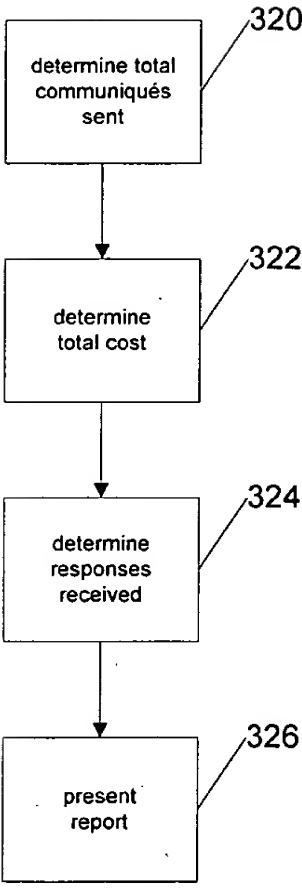 320
determine total
communiqués
sent
322
determine
total cost
324
determine
responses
received
326
present
report